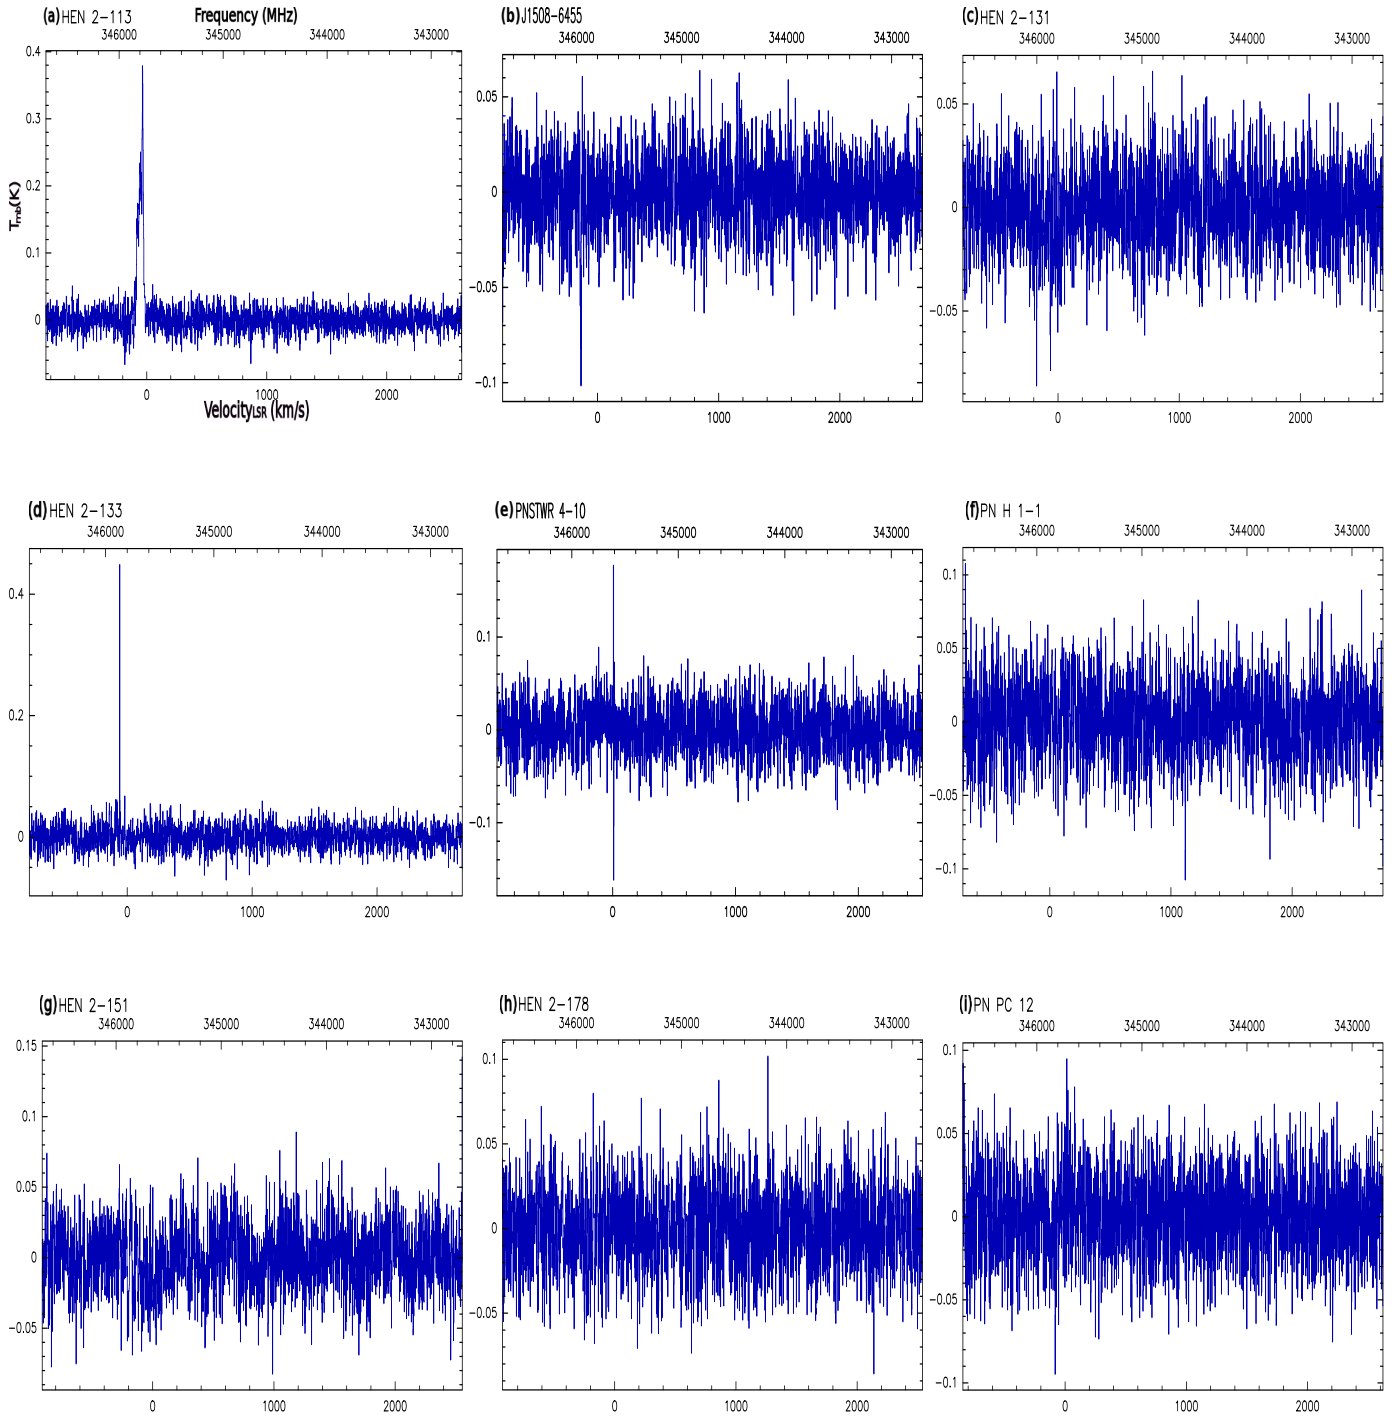 (a) HEN 2-113 Frequency (MHz)
346000 345000 344000 343000
0.4
0.3
0.2
0.1
0
T_mb(K)
0 1000 2000
Velocity_LSR (km/s)
(b) J1508-6455
346000 345000 344000 343000
0.05
0
-0.05
-0.1
0 1000 2000
(c) HEN 2-131
346000 345000 344000 343000
0.05
0
-0.05
0 1000 2000
(d) HEN 2-133
346000 345000 344000 343000
0.4
0.2
0
0 1000 2000
(e) PNSTWR 4-10
346000 345000 344000 343000
0.1
0
-0.1
0 1000 2000
(f) PN H 1-1
346000 345000 344000 343000
0.1
0.05
0
-0.05
-0.1
0 1000 2000
(g) HEN 2-151
346000 345000 344000 343000
0.15
0.1
0.05
0
-0.05
0 1000 2000
(h) HEN 2-178
346000 345000 344000 343000
0.1
0.05
0
-0.05
0 1000 2000
(i) PN PC 12
346000 345000 344000 343000
0.1
0.05
0
-0.05
-0.1
0 1000 2000